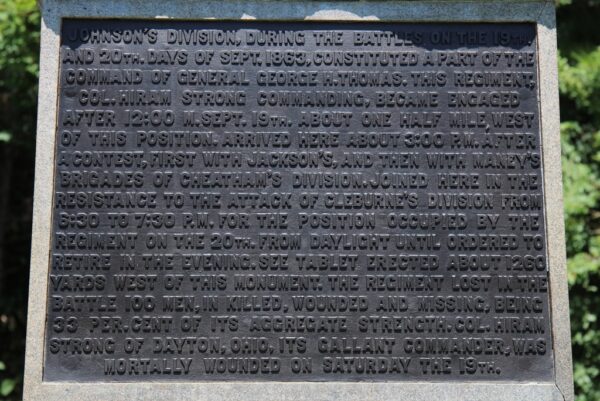 JOHNSON'S DIVISION, DURING THE BATTLES ON THE 19TH
AND 20TH. DAYS OF SEPT. 1863, CONSTITUTED A PART OF THE
COMMAND OF GENERAL GEORGE H. THOMAS. THIS REGIMENT,
COL. HIRAM STRONG COMMANDING, BECAME ENGAGED
AFTER 12:00 M. SEPT. 19TH. ABOUT ONE HALF MILE WEST
OF THIS POSITION. ARRIVED HERE ABOUT 3:00 P.M. AFTER
A CONTEST, FIRST WITH JACKSON'S, AND THEN WITH MANEY'S
BRIGADES OF CHEATHAM'S DIVISION. JOINED HERE IN THE
RESISTANCE TO THE ATTACK OF CLEBURNE'S DIVISION FROM
6:30 TO 7:30 P.M. FOR THE POSITION OCCUPIED BY THE
REGIMENT ON THE 20TH. FROM DAYLIGHT UNTIL ORDERED TO
RETIRE IN THE EVENING. SEE TABLET ERECTED ABOUT 1260
YARDS WEST OF THIS MONUMENT. THE REGIMENT LOST IN THE
BATTLE 100 MEN, IN KILLED, WOUNDED AND MISSING, BEING
33 PER. CENT OF ITS AGGREGATE STRENGTH. COL. HIRAM
STRONG OF DAYTON, OHIO, ITS GALLANT COMMANDER, WAS
MORTALLY WOUNDED ON SATURDAY THE 19TH.